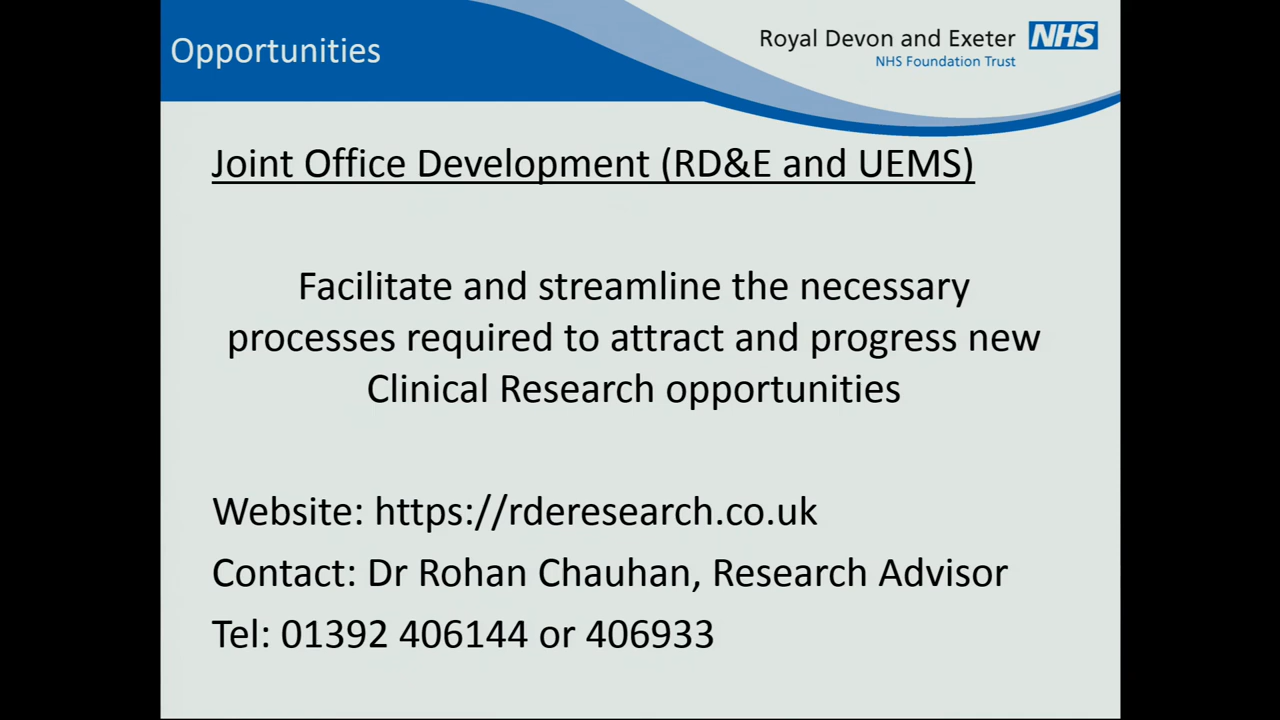 Opportunities
Royal Devon and Exeter NHS
NHS Foundation Trust
Joint Office Development (RD&E and UEMS)
Facilitate and streamline the necessary
processes required to attract and progress new
Clinical Research opportunities
Website: https://rderesearch.co.uk
Contact: Dr Rohan Chauhan, Research Advisor
Tel: 01392 406144 or 406933